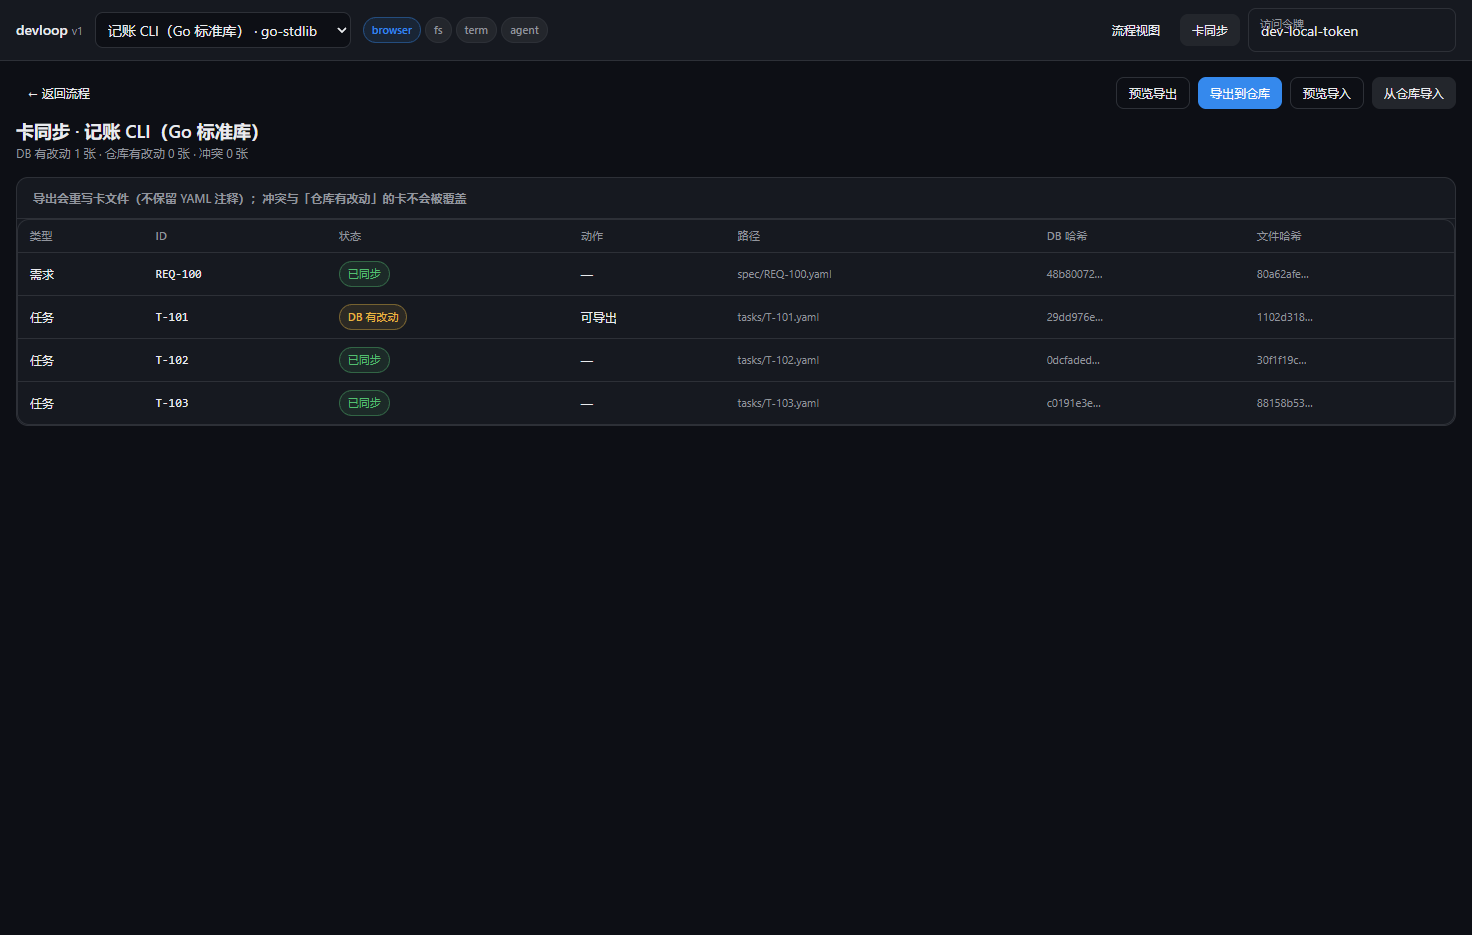 devloop v1
记账 CLI（Go 标准库） · go-stdlib
browser
fs
term
agent
流程视图
卡同步
访问令牌
dev-local-token
← 返回流程
预览导出
导出到仓库
预览导入
从仓库导入
卡同步 · 记账 CLI（Go 标准库）
DB 有改动 1 张 · 仓库有改动 0 张 · 冲突 0 张
导出会重写卡文件（不保留 YAML 注释）；冲突与「仓库有改动」的卡不会被覆盖
类型 ID 状态 动作 路径 DB 哈希 文件哈希
需求 REQ-100 已同步 — spec/REQ-100.yaml 48b80072... 80a62afe...
任务 T-101 DB 有改动 可导出 tasks/T-101.yaml 29dd976e... 1102d318...
任务 T-102 已同步 — tasks/T-102.yaml 0dcfaded... 30f1f19c...
任务 T-103 已同步 — tasks/T-103.yaml c0191e3e... 88158b53...